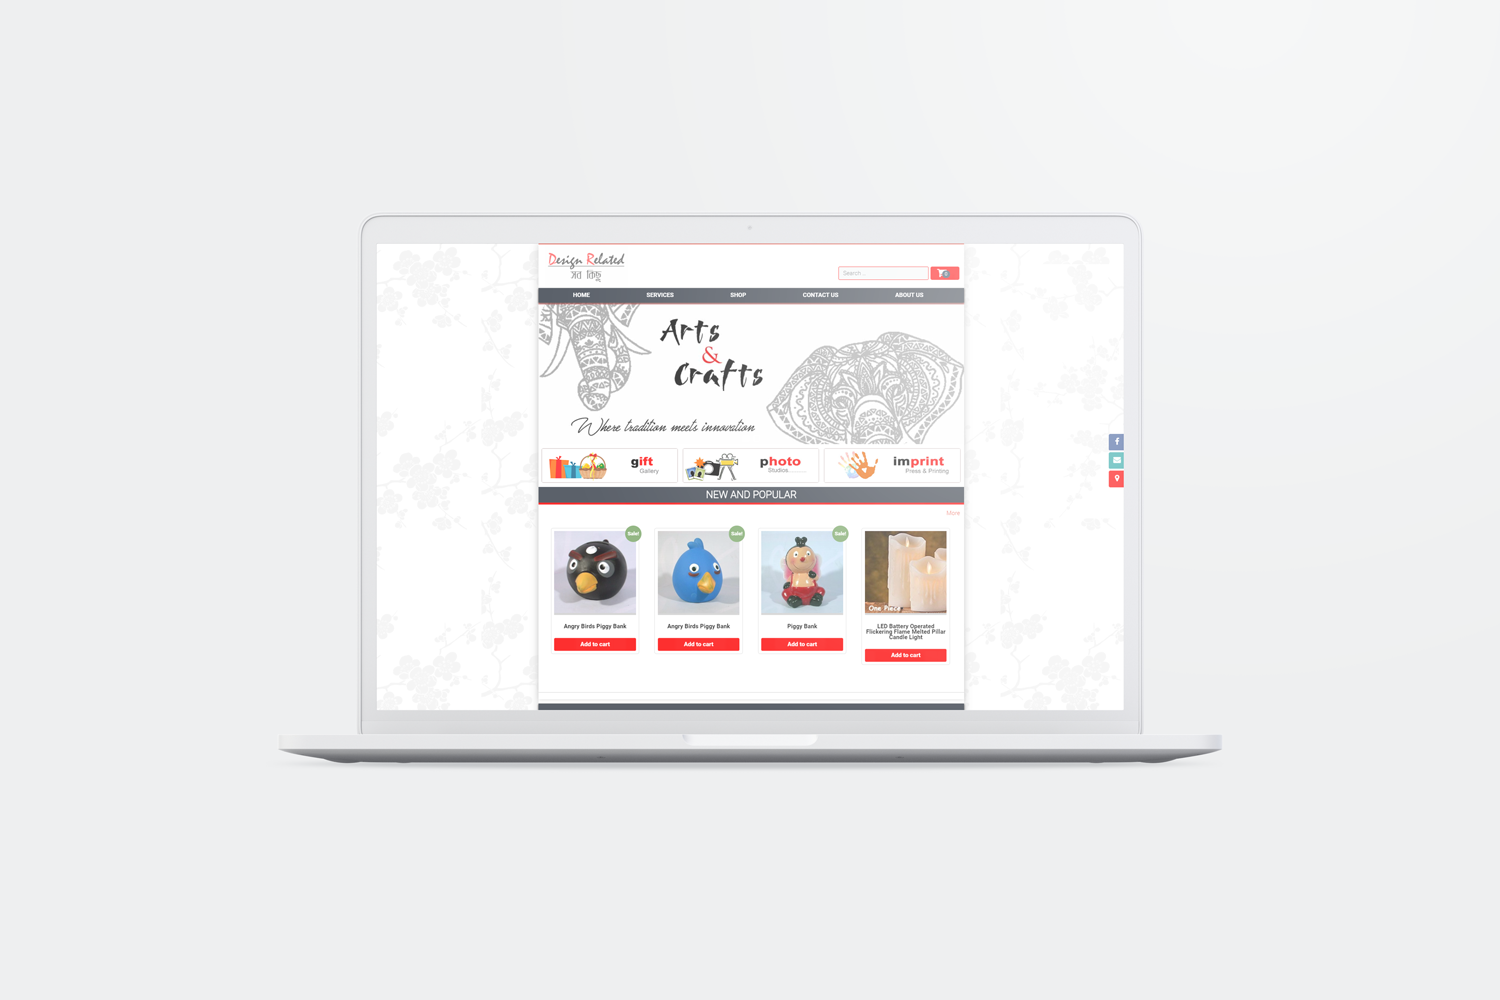 Design Related
সব কিছু
Search ...
HOME SERVICES SHOP CONTACT US ABOUT US
Arts
&
Crafts
Where tradition meets innovation
gift
Gallery
photo
Studios
imprint
Press & Printing
NEW AND POPULAR
More
Sale! Sale! Sale!
One Piece
Angry Birds Piggy Bank
Add to cart
Angry Birds Piggy Bank
Add to cart
Piggy Bank
Add to cart
LED Battery Operated
Flickering Flame Melted Pillar
Candle Light
Add to cart